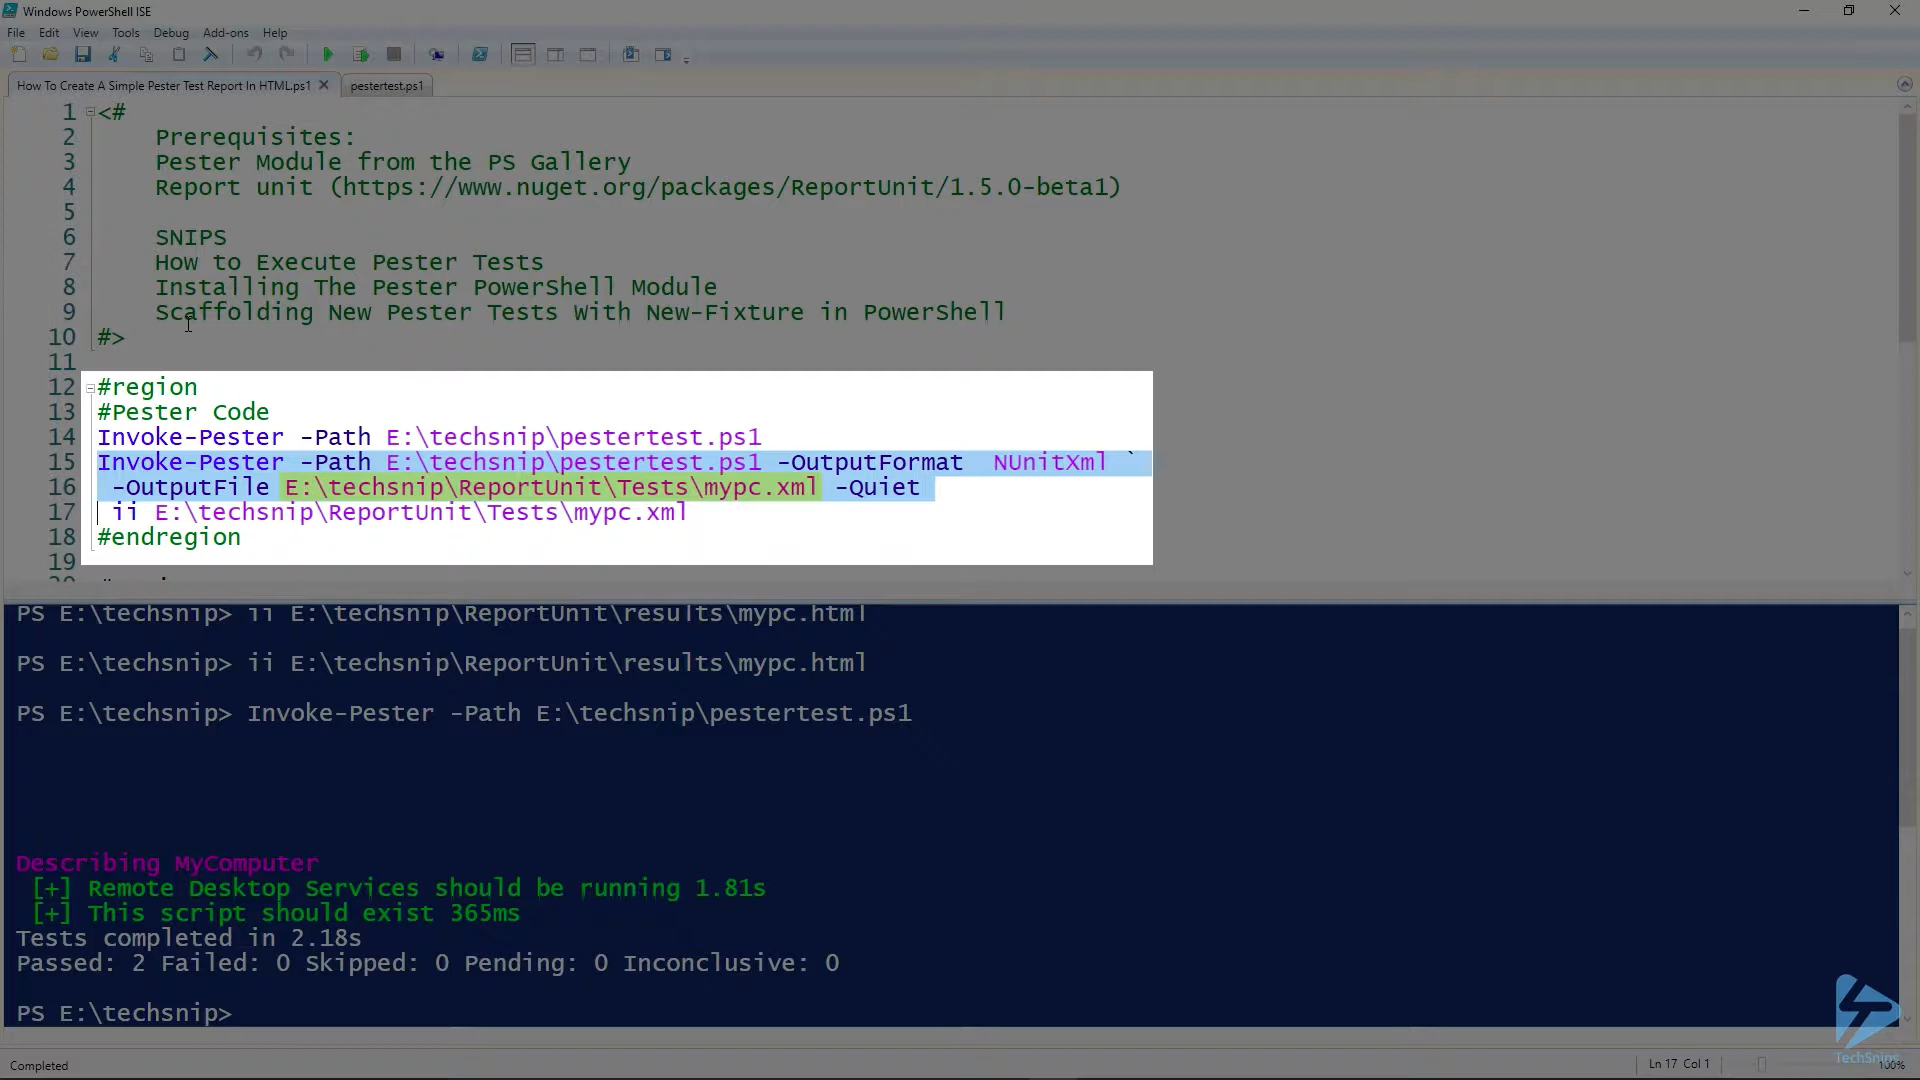 Windows PowerShell ISE
File Edit View Tools Debug Add-ons Help
How To Create A Simple Pester Test Report In HTML.ps1 pestertest.ps1
1 <#
2 Prerequisites:
3 Pester Module from the PS Gallery
4 Report unit (https://www.nuget.org/packages/ReportUnit/1.5.0-beta1)
5
6 SNIPS
7 How to Execute Pester Tests
8 Installing The Pester PowerShell Module
9 Scaffolding New Pester Tests With New-Fixture in PowerShell
10 #>
11
12 #region
13 #Pester Code
14 Invoke-Pester -Path E:\techsnip\pestertest.ps1
15 Invoke-Pester -Path E:\techsnip\pestertest.ps1 -OutputFormat NUnitXml `
16 -OutputFile E:\techsnip\ReportUnit\Tests\mypc.xml -Quiet
17 ii E:\techsnip\ReportUnit\Tests\mypc.xml
18 #endregion
19
PS E:\techsnip> ii E:\techsnip\ReportUnit\results\mypc.html
PS E:\techsnip> ii E:\techsnip\ReportUnit\results\mypc.html
PS E:\techsnip> Invoke-Pester -Path E:\techsnip\pestertest.ps1
Describing MyComputer
[+] Remote Desktop Services should be running 1.81s
[+] This script should exist 365ms
Tests completed in 2.18s
Passed: 2 Failed: 0 Skipped: 0 Pending: 0 Inconclusive: 0
PS E:\techsnip>
TechSnips
Completed Ln 17 Col 1 100%